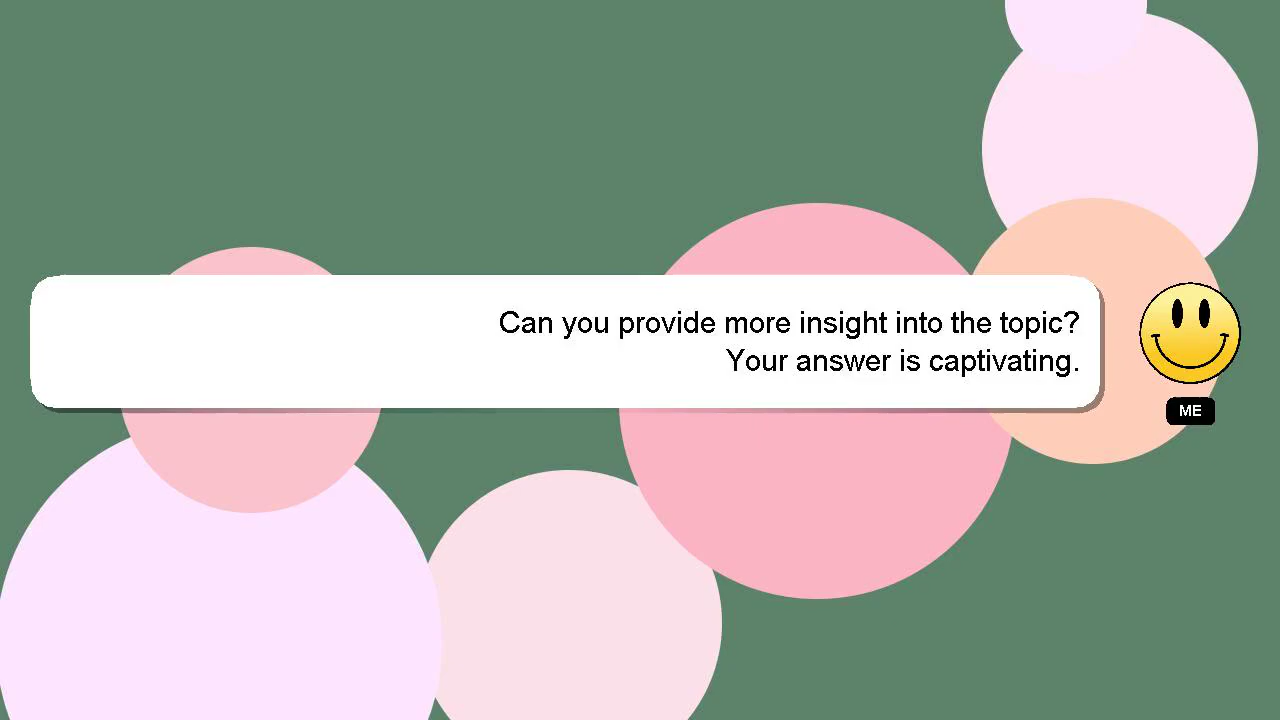 Can you provide more insight into the topic?
Your answer is captivating.
ME